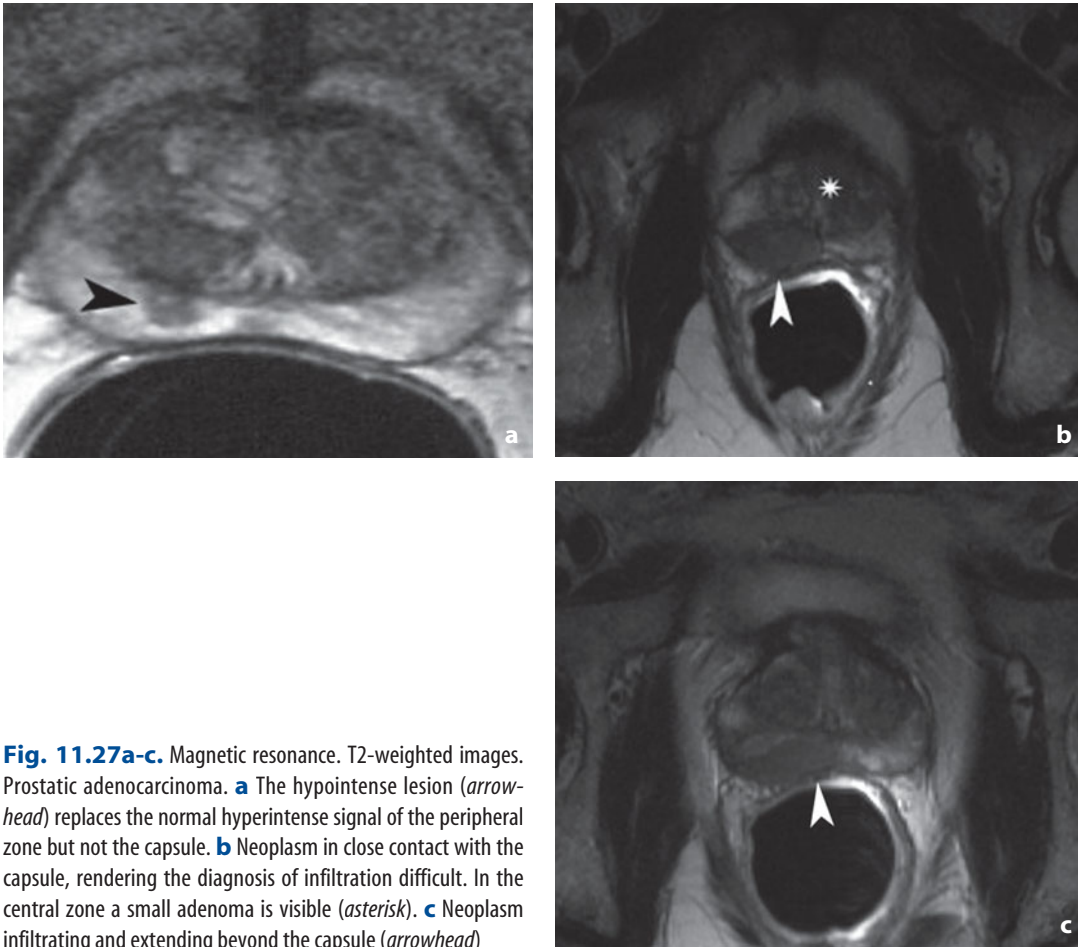 a
b
c
Fig. 11.27a-c. Magnetic resonance. T2-weighted images.
Prostatic adenocarcinoma. a The hypointense lesion (arrow-
head) replaces the normal hyperintense signal of the peripheral
zone but not the capsule. b Neoplasm in close contact with the
capsule, rendering the diagnosis of infiltration difficult. In the
central zone a small adenoma is visible (asterisk). c Neoplasm
infiltrating and extending beyond the capsule (arrowhead)